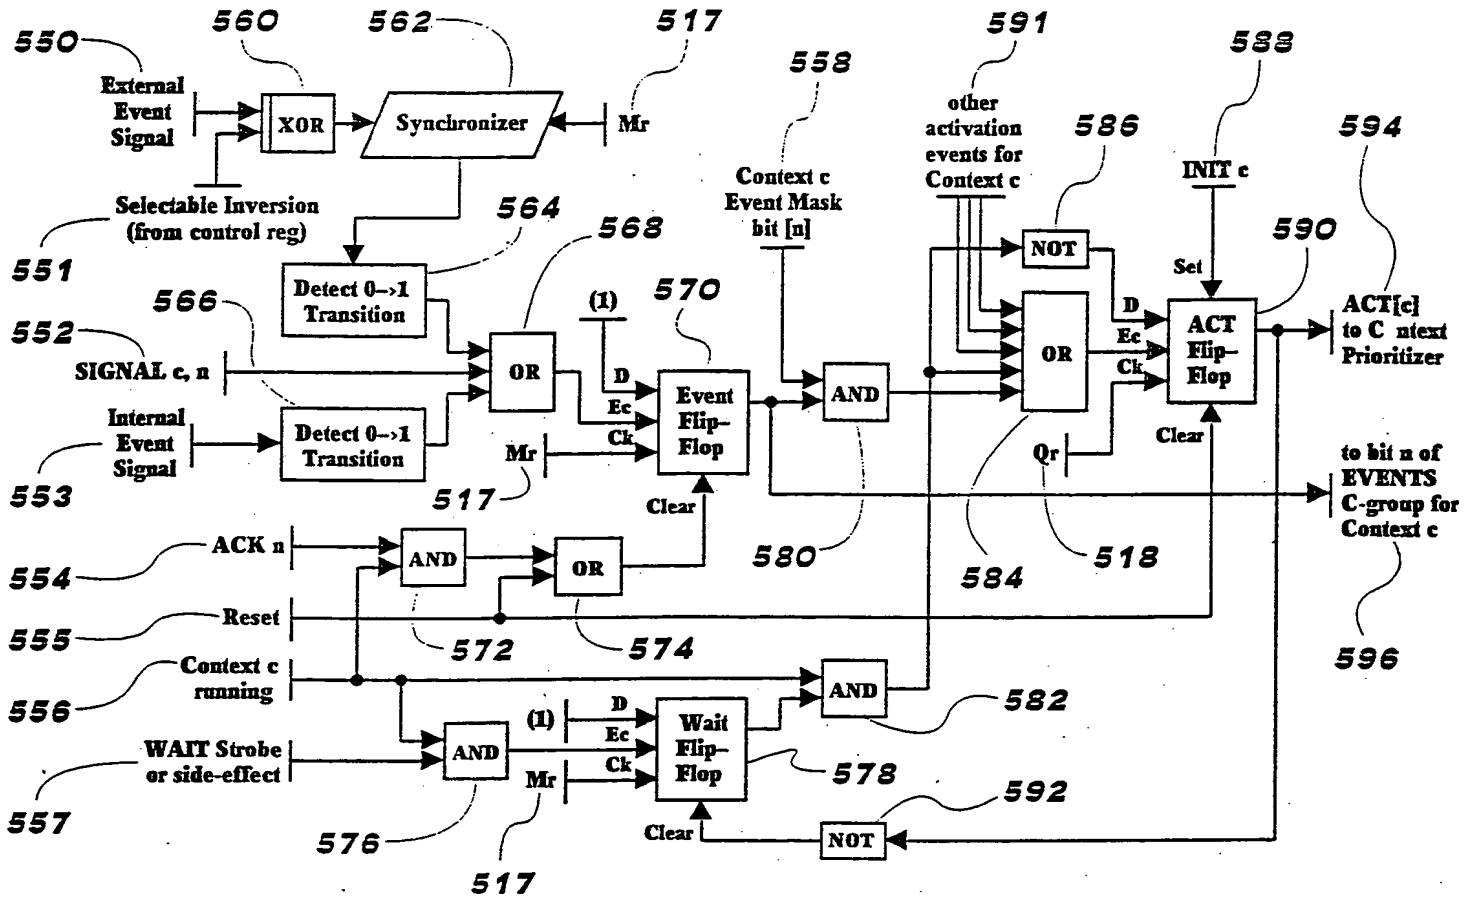 550
560
562
517
591
558
588
External
Event
Signal
XOR
Synchronizer
Mr
other
activation
events for
Context c
586
594
Selectable Inversion
(from control reg)
551
564
568
Context c
Event Mask
bit [n]
INIT c
NOT
590
Set
566
Detect 0–>1
Transition
(1)
570
552
SIGNAL c, n
OR
D
Ec
Ck
Event
Flip–
Flop
AND
OR
D
Ec
Ck
ACT
Flip–
Flop
ACT[c]
to C ntext
Prioritizer
Internal
Event
Signal
553
Detect 0–>1
Transition
Mr
517
Clear
Qr
Clear
to bit n of
EVENTS
C-group for
Context c
554
ACK n
AND
OR
580
584
518
555
Reset
572
574
596
556
Context c
running
AND
582
557
WAIT Strobe
or side-effect
AND
(1)
D
Ec
Ck
Mr
Wait
Flip–
Flop
578
592
576
517
Clear
NOT